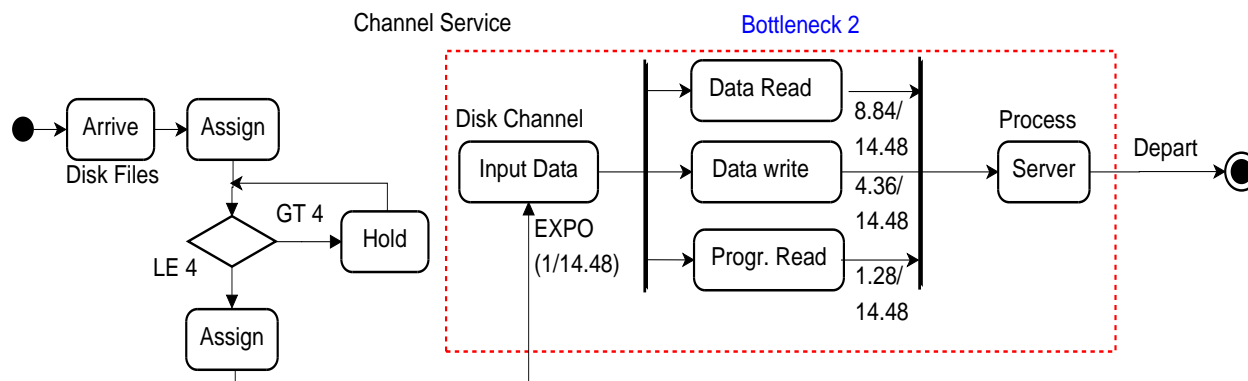 Channel Service
Bottleneck 2
Arrive
Disk Files
Assign
GT 4
Hold
LE 4
Assign
Disk Channel
Input Data
EXPO
(1/14.48)
Data Read
8.84/
14.48
Data write
4.36/
14.48
Progr. Read
1.28/
14.48
Process
Server
Depart